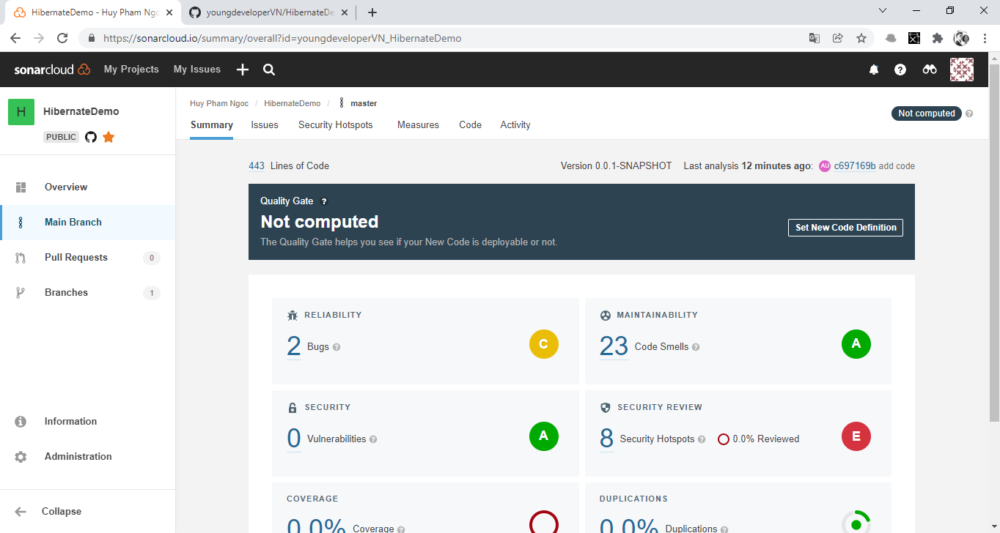 HibernateDemo - Huy Pham Ngc
youngdeveloperVN/HibernateDe
https://sonarcloud.io/summary/overall?id=youngdeveloperVN_HibernateDemo
sonarcloud My Projects My Issues
H HibernateDemo
PUBLIC
Overview
Main Branch
Pull Requests 0
Branches 1
Information
Administration
Collapse
Huy Pham Ngoc / HibernateDemo / master
Not computed
Summary Issues Security Hotspots Measures Code Activity
443 Lines of Code Version 0.0.1-SNAPSHOT Last analysis 12 minutes ago: AU c697169b add code
Quality Gate ?
Not computed
The Quality Gate helps you see if your New Code is deployable or not.
Set New Code Definition
RELIABILITY
2 Bugs C
MAINTAINABILITY
23 Code Smells A
SECURITY
0 Vulnerabilities A
SECURITY REVIEW
8 Security Hotspots 0.0% Reviewed E
COVERAGE
0.0% Coverage
DUPLICATIONS
0.0% Duplications